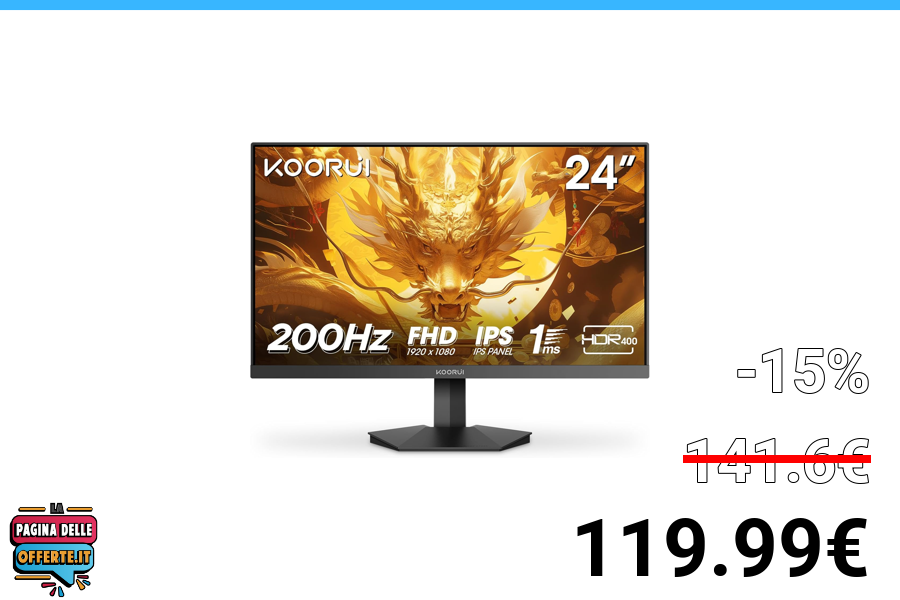 KOORUI
24"
200Hz
FHD
1920 x 1080
IPS
IPS PANEL
1ms
HDR400
KOORUI
-15%
141.6€
119.99€
LA
PAGINA DELLE
OFFERTE.IT